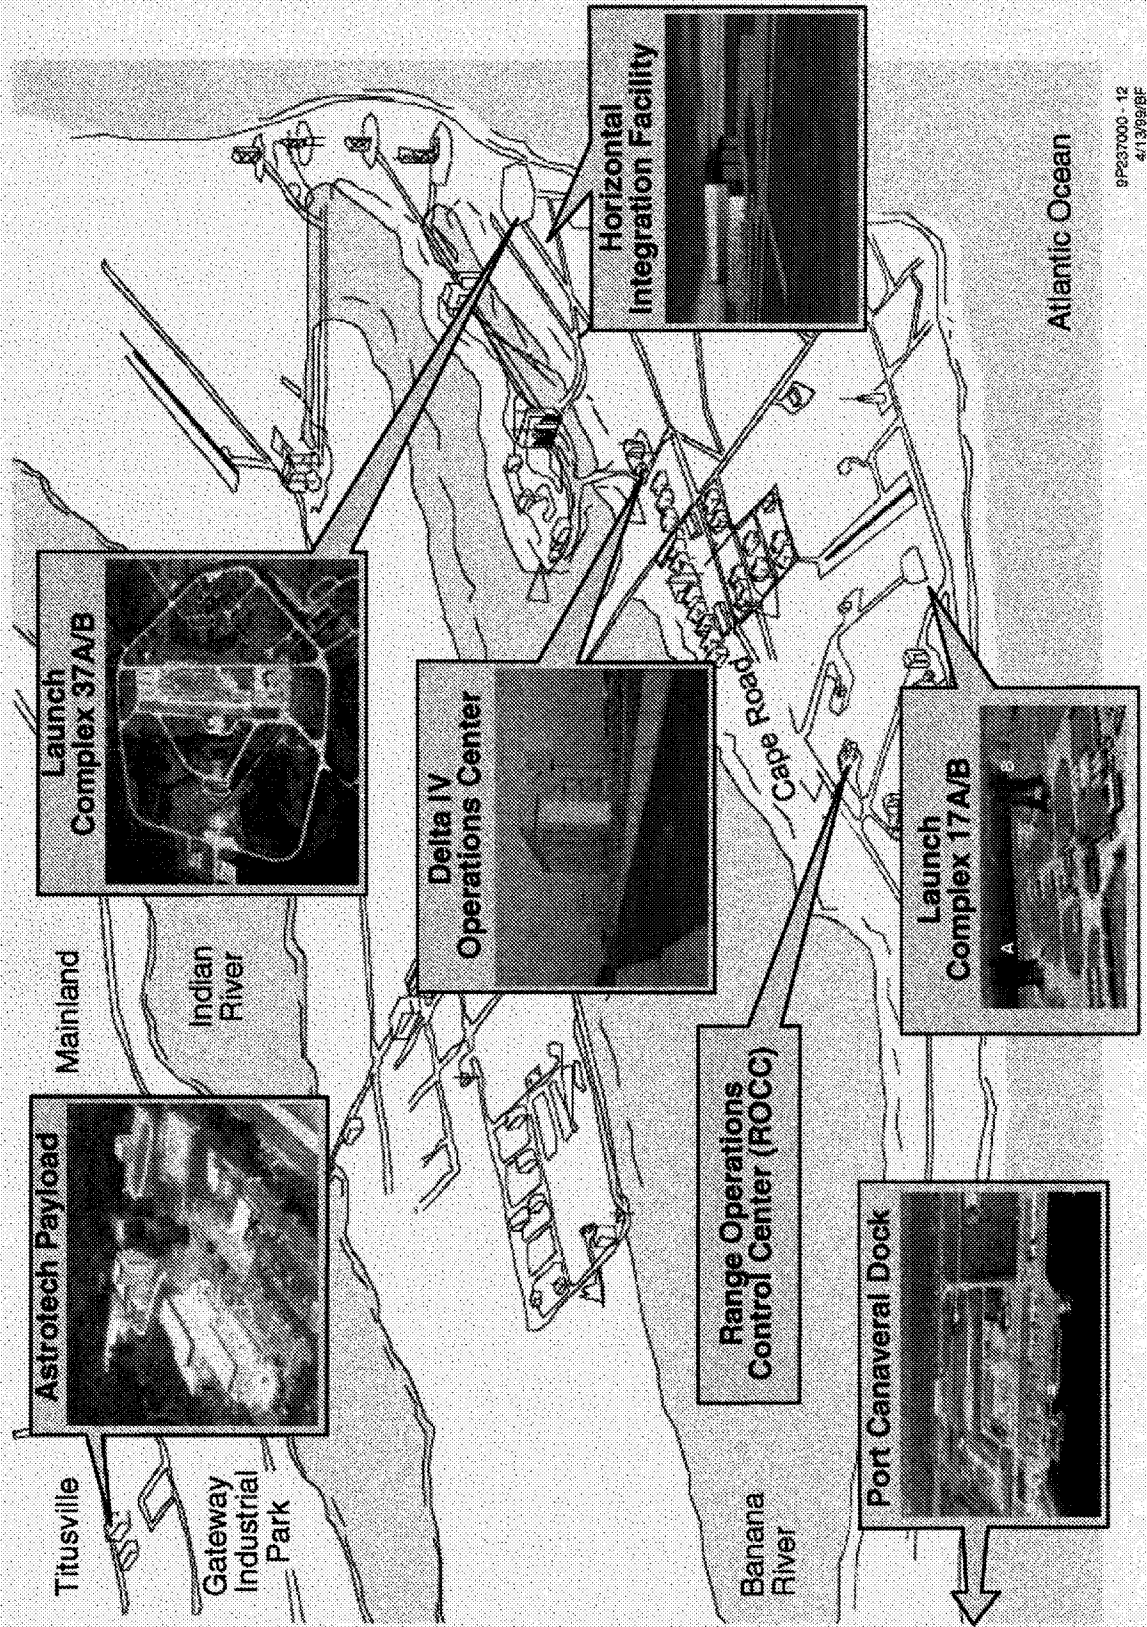 Titusville
Mainland
Astrotech Payload
Gateway
Industrial
Park
Indian
River
Launch
Complex 37A/B
Delta IV
Operations Center
Horizontal
Integration Facility
Cape Road
Range Operations
Control Center (ROCC)
Banana
River
Port Canaveral Dock
Launch
Complex 17A/B
A
B
Atlantic Ocean
9P237000 - 12
4/13/99/BF